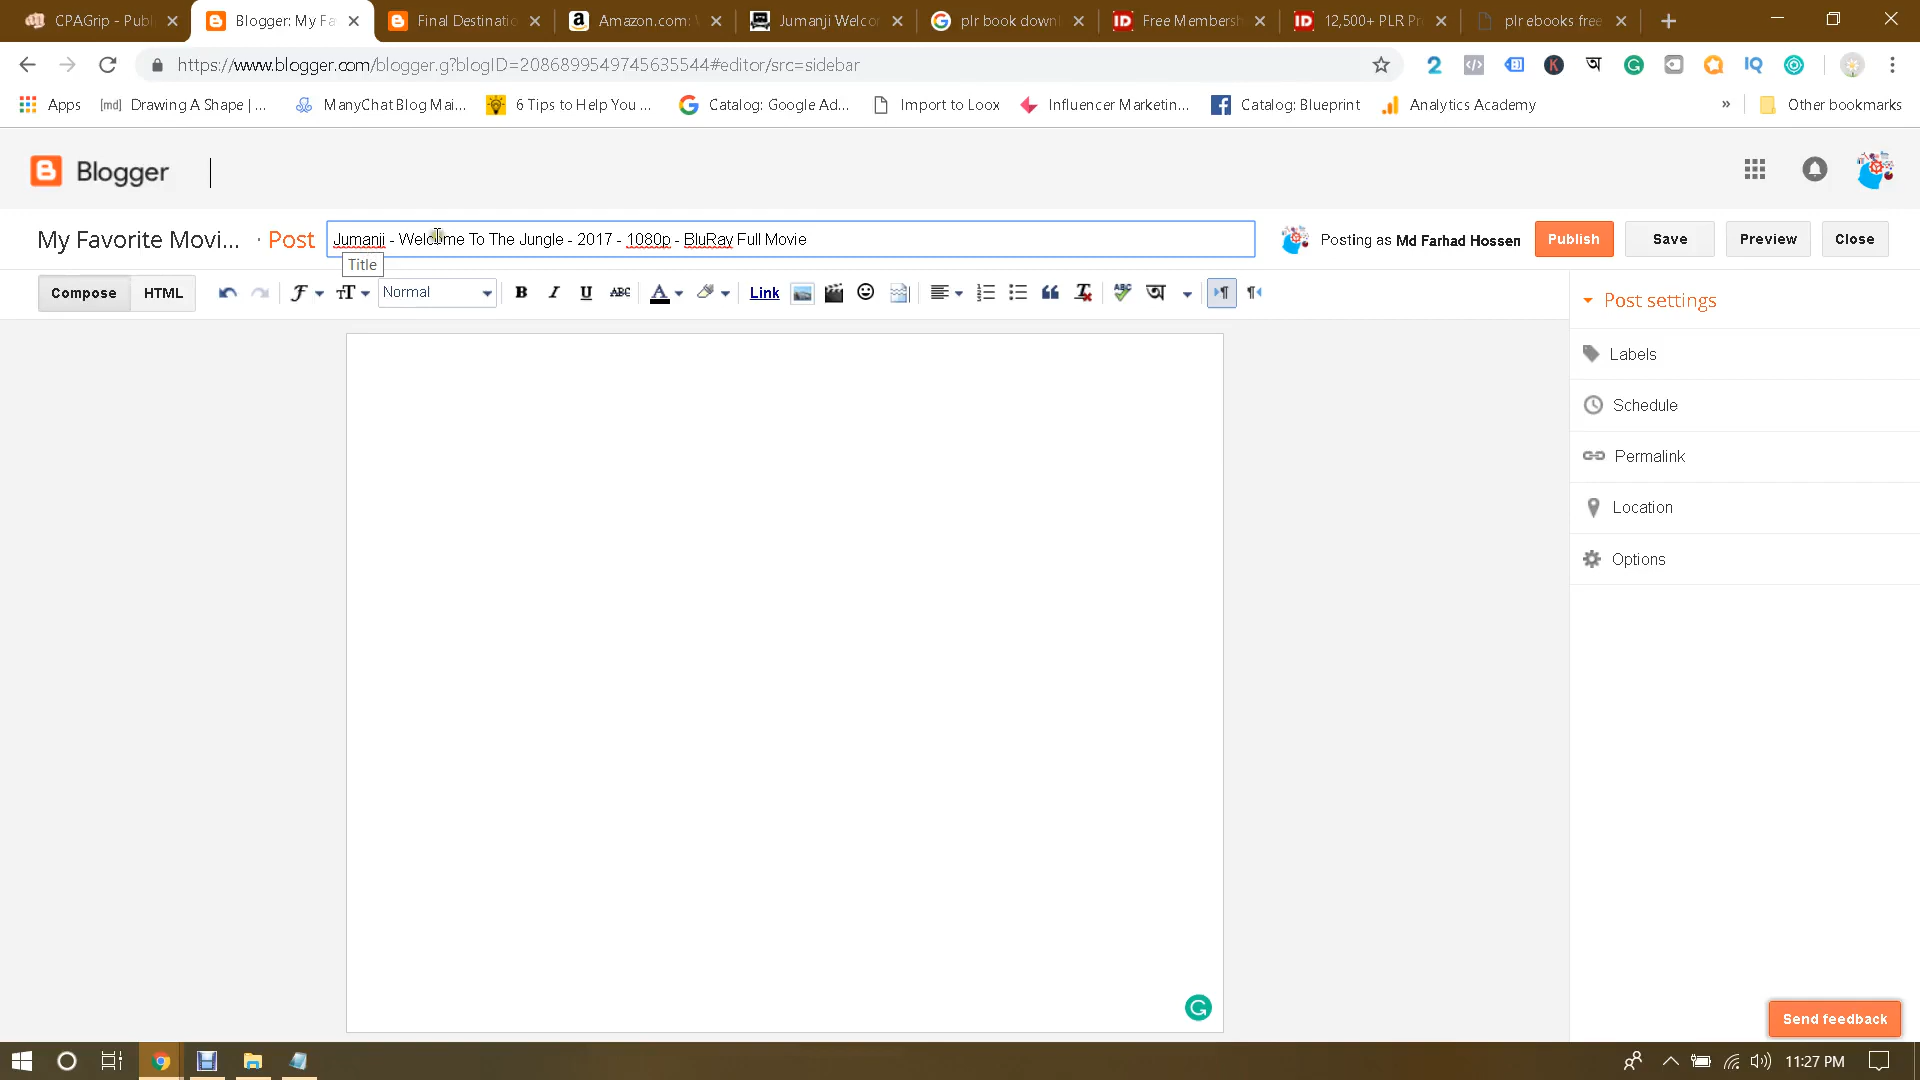 CPAGrip - Publ
Blogger: My Fa
Final Destinatio
Amazon.com: W
Jumanji Welcor
plr book down
Free Membersh
12,500+ PLR Pr
plr ebooks free
https://www.blogger.com/blogger.g?blogID=2086899549745635544#editor/src=sidebar
Apps
[md] Drawing A Shape | ...
ManyChat Blog Mai...
6 Tips to Help You ...
Catalog: Google Ad...
Import to Loox
Influencer Marketin...
Catalog: Blueprint
Analytics Academy
»
Other bookmarks
Blogger
My Favorite Movi... · Post
Jumanji - Welcome To The Jungle - 2017 - 1080p - BluRay Full Movie
Title
Posting as Md Farhad Hossen
Publish
Save
Preview
Close
Compose
HTML
Normal
B I U ABC A
Link
Post settings
Labels
Schedule
Permalink
Location
Options
Send feedback
11:27 PM